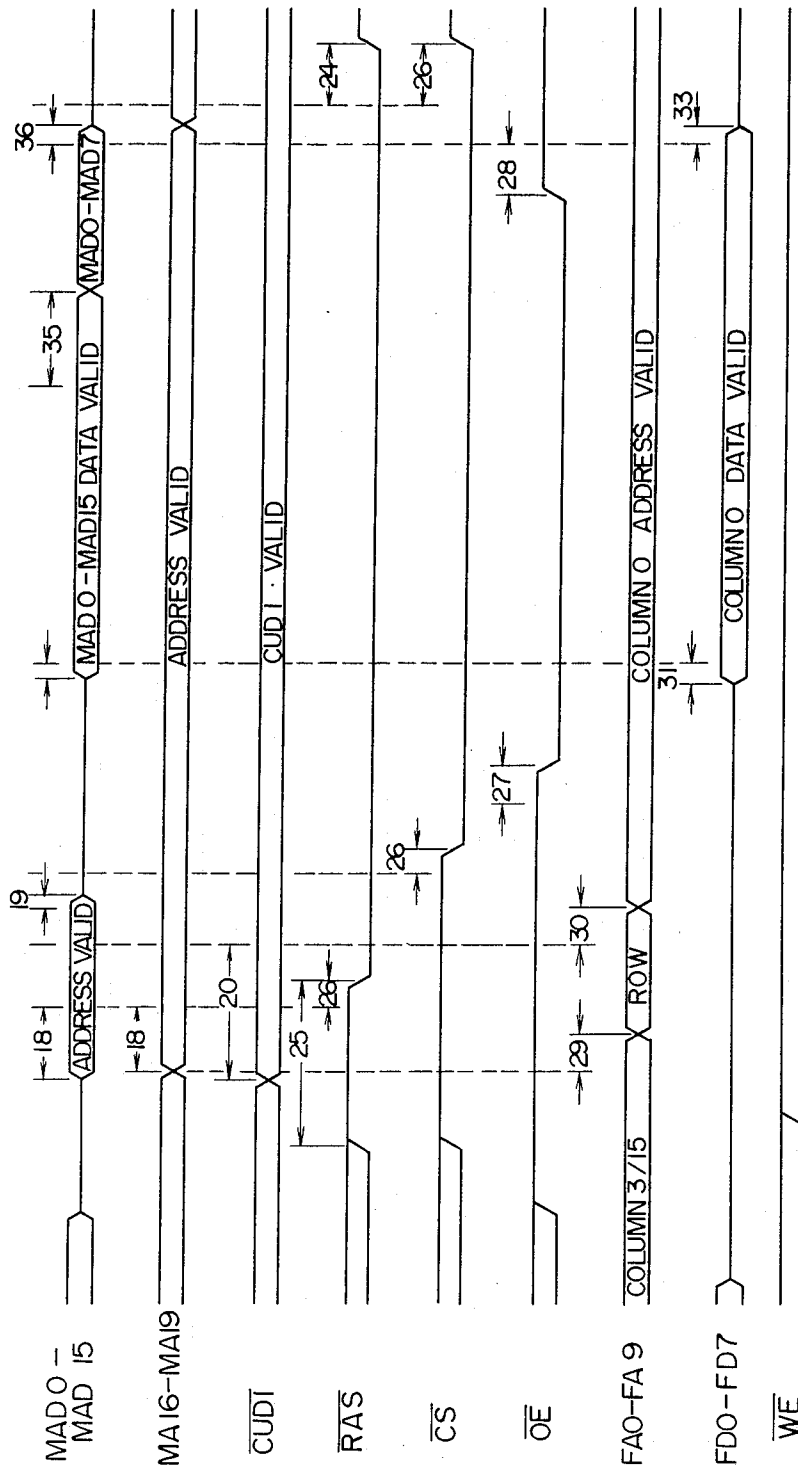 MAD0-
MAD 15
ADDRESS VALID
MAD0-MAD15 DATA VALID
MAD0-MAD7
18
19
35
36
MA16-MA19
ADDRESS VALID
18
CUD1
CUD1 · VALID
20
RAS
25
26
24
CS
26
26
OE
27
28
FA0-FA9
COLUMN 3/15
ROW
COLUMN 0 ADDRESS VALID
29
30
FD0-FD7
COLUMN 0 DATA VALID
31
33
WE